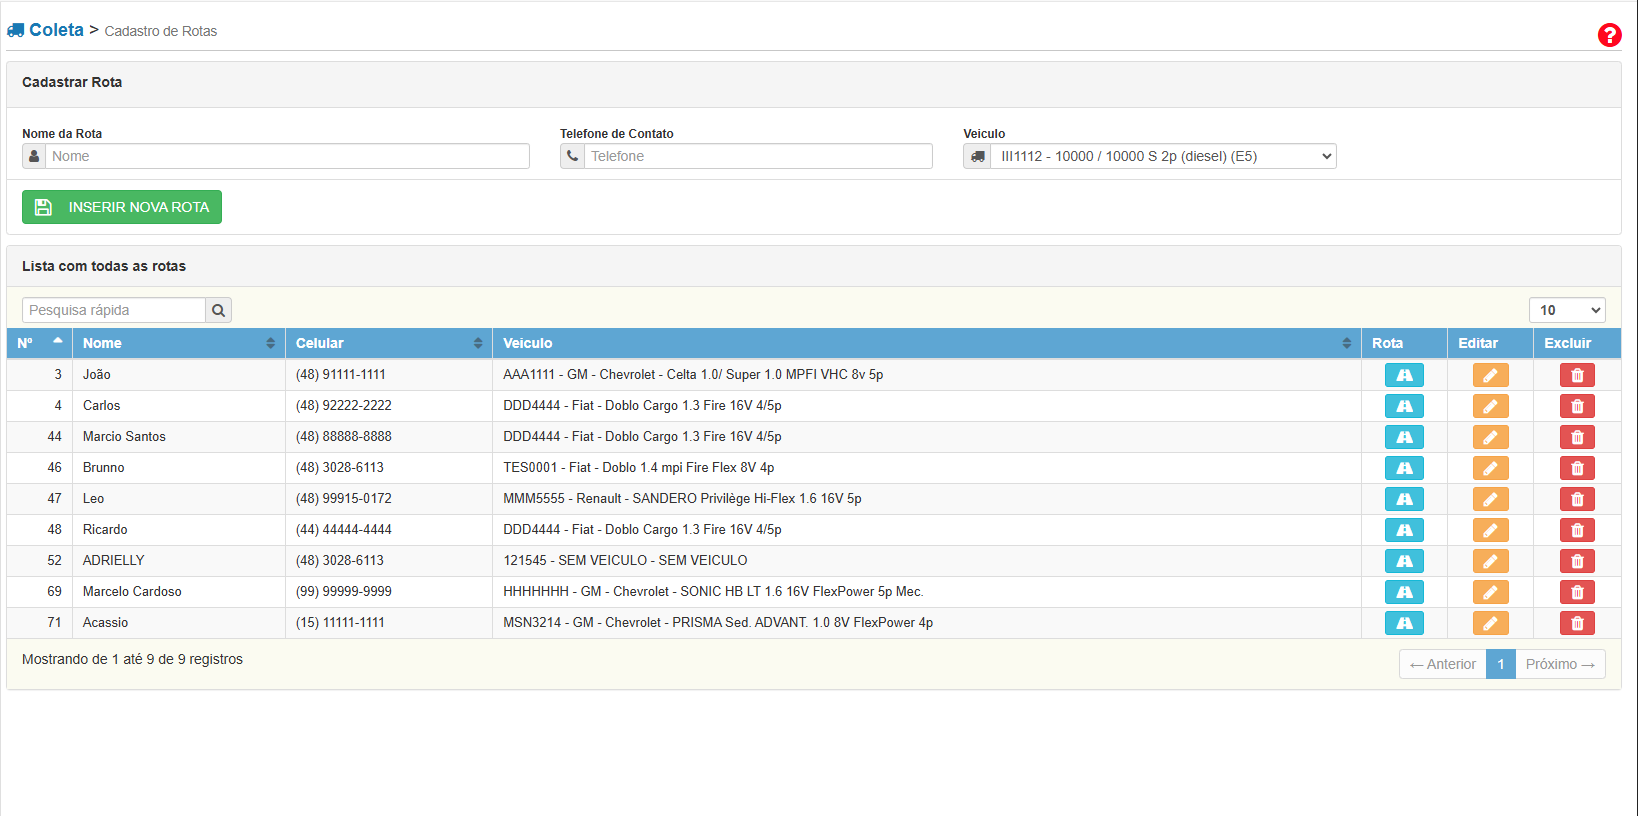 Coleta > Cadastro de Rotas
?
Cadastrar Rota
Nome da Rota Telefone de Contato Veiculo
Nome Telefone III1112 - 10000 / 10000 S 2p (diesel) (E5)
INSERIR NOVA ROTA
Lista com todas as rotas
Pesquisa rápida 10
Nº Nome Celular Veiculo Rota Editar Excluir
3 João (48) 91111-1111 AAA1111 - GM - Chevrolet - Celta 1.0/ Super 1.0 MPFI VHC 8v 5p
4 Carlos (48) 92222-2222 DDD4444 - Fiat - Doblo Cargo 1.3 Fire 16V 4/5p
44 Marcio Santos (48) 88888-8888 DDD4444 - Fiat - Doblo Cargo 1.3 Fire 16V 4/5p
46 Brunno (48) 3028-6113 TES0001 - Fiat - Doblo 1.4 mpi Fire Flex 8V 4p
47 Leo (48) 99915-0172 MMM5555 - Renault - SANDERO Privilège Hi-Flex 1.6 16V 5p
48 Ricardo (44) 44444-4444 DDD4444 - Fiat - Doblo Cargo 1.3 Fire 16V 4/5p
52 ADRIELLY (48) 3028-6113 121545 - SEM VEICULO - SEM VEICULO
69 Marcelo Cardoso (99) 99999-9999 HHHHHHH - GM - Chevrolet - SONIC HB LT 1.6 16V FlexPower 5p Mec.
71 Acassio (15) 11111-1111 MSN3214 - GM - Chevrolet - PRISMA Sed. ADVANT. 1.0 8V FlexPower 4p
Mostrando de 1 até 9 de 9 registros ← Anterior 1 Próximo →